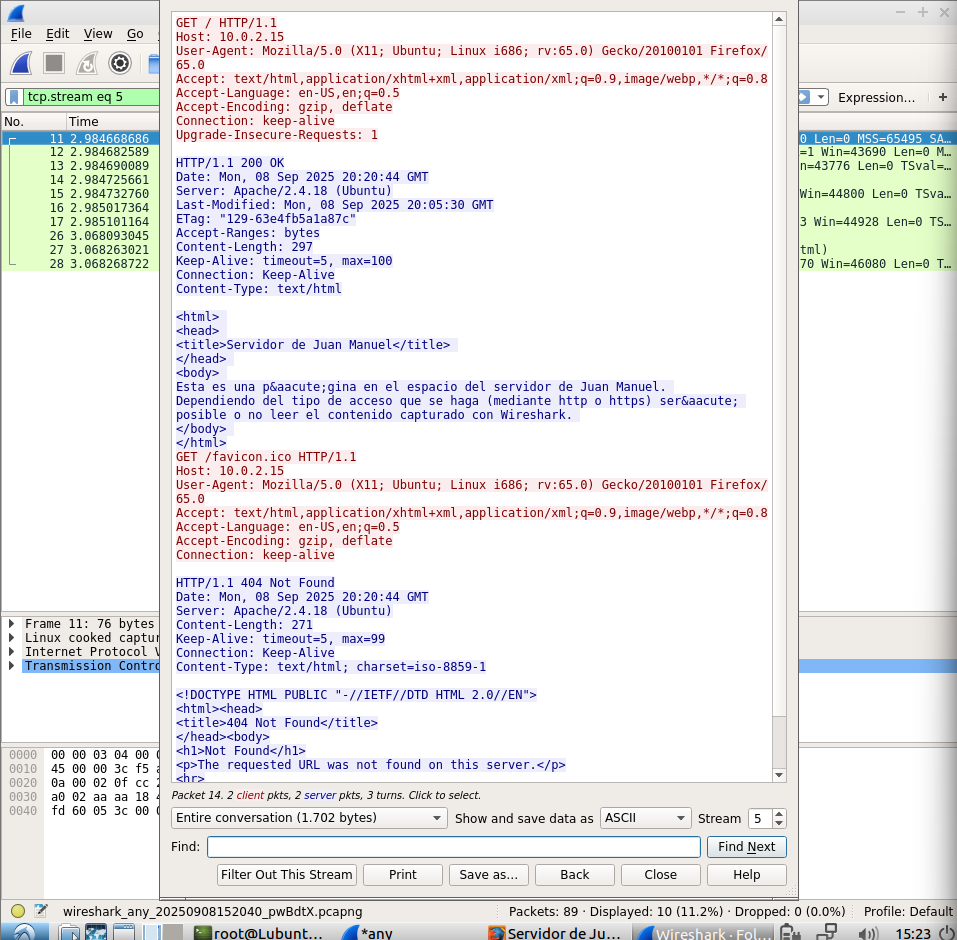 GET / HTTP/1.1
Host: 10.0.2.15
User-Agent: Mozilla/5.0 (X11; Ubuntu; Linux i686; rv:65.0) Gecko/20100101 Firefox/
65.0
Accept: text/html,application/xhtml+xml,application/xml;q=0.9,image/webp,*/*;q=0.8
Accept-Language: en-US,en;q=0.5
Accept-Encoding: gzip, deflate
Connection: keep-alive
Upgrade-Insecure-Requests: 1
HTTP/1.1 200 OK
Date: Mon, 08 Sep 2025 20:20:44 GMT
Server: Apache/2.4.18 (Ubuntu)
Last-Modified: Mon, 08 Sep 2025 20:05:30 GMT
ETag: "129-63e4fb5a1a87c"
Accept-Ranges: bytes
Content-Length: 297
Keep-Alive: timeout=5, max=100
Connection: Keep-Alive
Content-Type: text/html
<html>
<head>
<title>Servidor de Juan Manuel</title>
</head>
<body>
Esta es una p&aacute;gina en el espacio del servidor de Juan Manuel.
Dependiendo del tipo de acceso que se haga (mediante http o https) ser&aacute;
posible o no leer el contenido capturado con Wireshark.
</body>
</html>
GET /favicon.ico HTTP/1.1
Host: 10.0.2.15
User-Agent: Mozilla/5.0 (X11; Ubuntu; Linux i686; rv:65.0) Gecko/20100101 Firefox/
65.0
Accept: text/html,application/xhtml+xml,application/xml;q=0.9,image/webp,*/*;q=0.8
Accept-Language: en-US,en;q=0.5
Accept-Encoding: gzip, deflate
Connection: keep-alive
HTTP/1.1 404 Not Found
Date: Mon, 08 Sep 2025 20:20:44 GMT
Server: Apache/2.4.18 (Ubuntu)
Content-Length: 271
Keep-Alive: timeout=5, max=99
Connection: Keep-Alive
Content-Type: text/html; charset=iso-8859-1
<!DOCTYPE HTML PUBLIC "-//IETF//DTD HTML 2.0//EN">
<html><head>
<title>404 Not Found</title>
</head><body>
<h1>Not Found</h1>
<p>The requested URL was not found on this server.</p>
<hr>
Packet 14. 2 client pkts, 2 server pkts, 3 turns. Click to select.
Entire conversation (1.702 bytes) Show and save data as ASCII Stream 5
Find: Find Next
Filter Out This Stream Print Save as… Back Close Help
File Edit View Go
tcp.stream eq 5 Expression… +
No. Time
11 2.984668686 0 Len=0 MSS=65495 SA…
12 2.984682589 =1 Win=43690 Len=0 M…
13 2.984690089 n=43776 Len=0 TSval=…
14 2.984725661
15 2.984732760 Win=44800 Len=0 TSva…
16 2.985017364
17 2.985101164 3 Win=44928 Len=0 TS…
26 3.068093045
27 3.068263021 tml)
28 3.068268722 70 Win=46080 Len=0 T…
Frame 11: 76 bytes
Linux cooked captur
Internet Protocol V
Transmission Contro
0000 00 00 03 04 00 0
0010 45 00 00 3c f5 a
0020 0a 00 02 0f cc 2
0030 a0 02 aa aa 18 4
0040 fd 60 05 3c 00 0
wireshark_any_20250908152040_pwBdtX.pcapng Packets: 89 · Displayed: 10 (11.2%) · Dropped: 0 (0.0%) Profile: Default
root@Lubunt… *any Servidor de Ju… Wireshark · Fol… 15:23